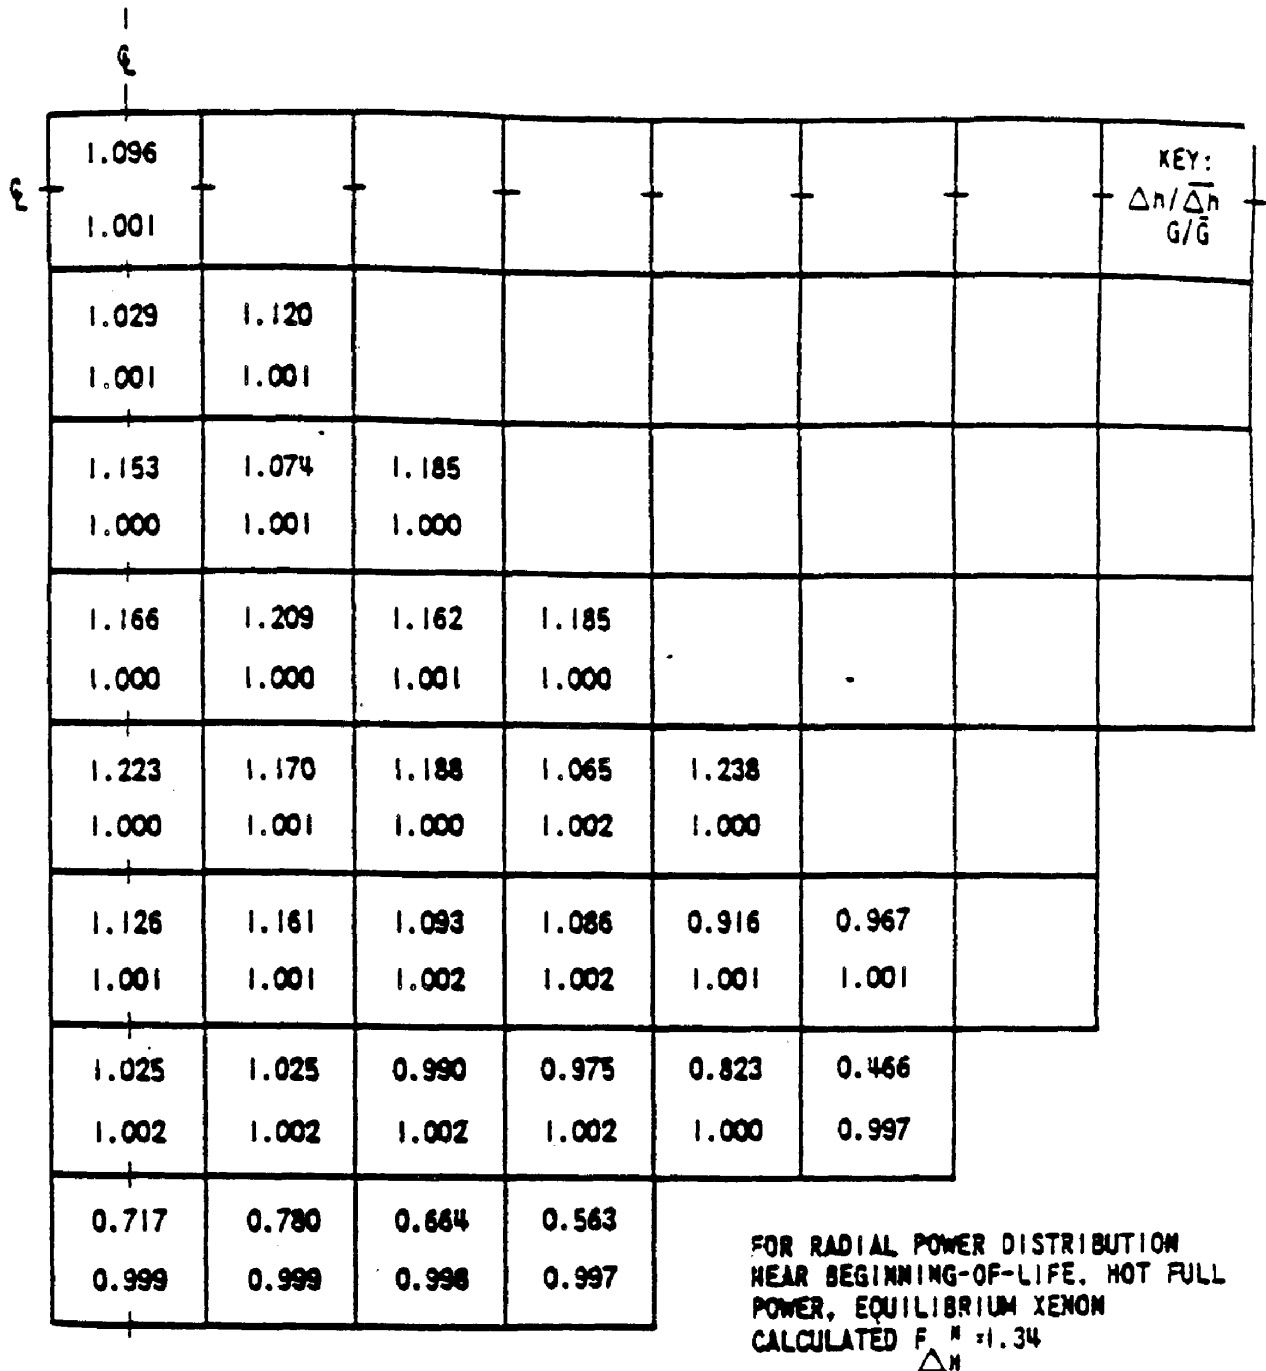 ℄
1.096
KEY:
℄
Δh/Δh̅
1.001
G/G̅
1.029 1.120
1.001 1.001
1.153 1.074 1.185
1.000 1.001 1.000
1.166 1.209 1.162 1.185
1.000 1.000 1.001 1.000
1.223 1.170 1.188 1.065 1.238
1.000 1.001 1.000 1.002 1.000
1.126 1.161 1.093 1.086 0.916 0.967
1.001 1.001 1.002 1.002 1.001 1.001
1.025 1.025 0.990 0.975 0.823 0.466
1.002 1.002 1.002 1.002 1.000 0.997
0.717 0.780 0.664 0.563
0.999 0.999 0.998 0.997
FOR RADIAL POWER DISTRIBUTION
NEAR BEGINNING-OF-LIFE. HOT FULL
POWER, EQUILIBRIUM XENON
CALCULATED F N =1.34
ΔH